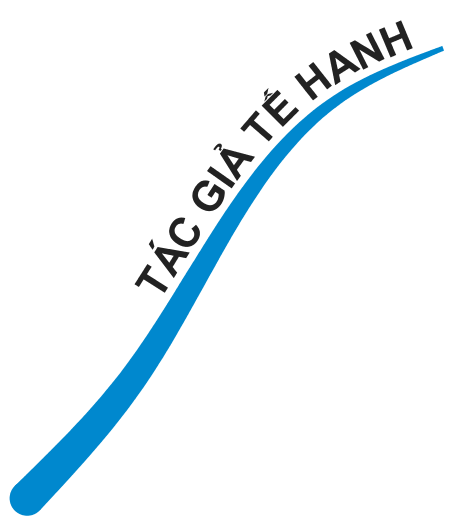 TÁC GIẢ TẾ HANH